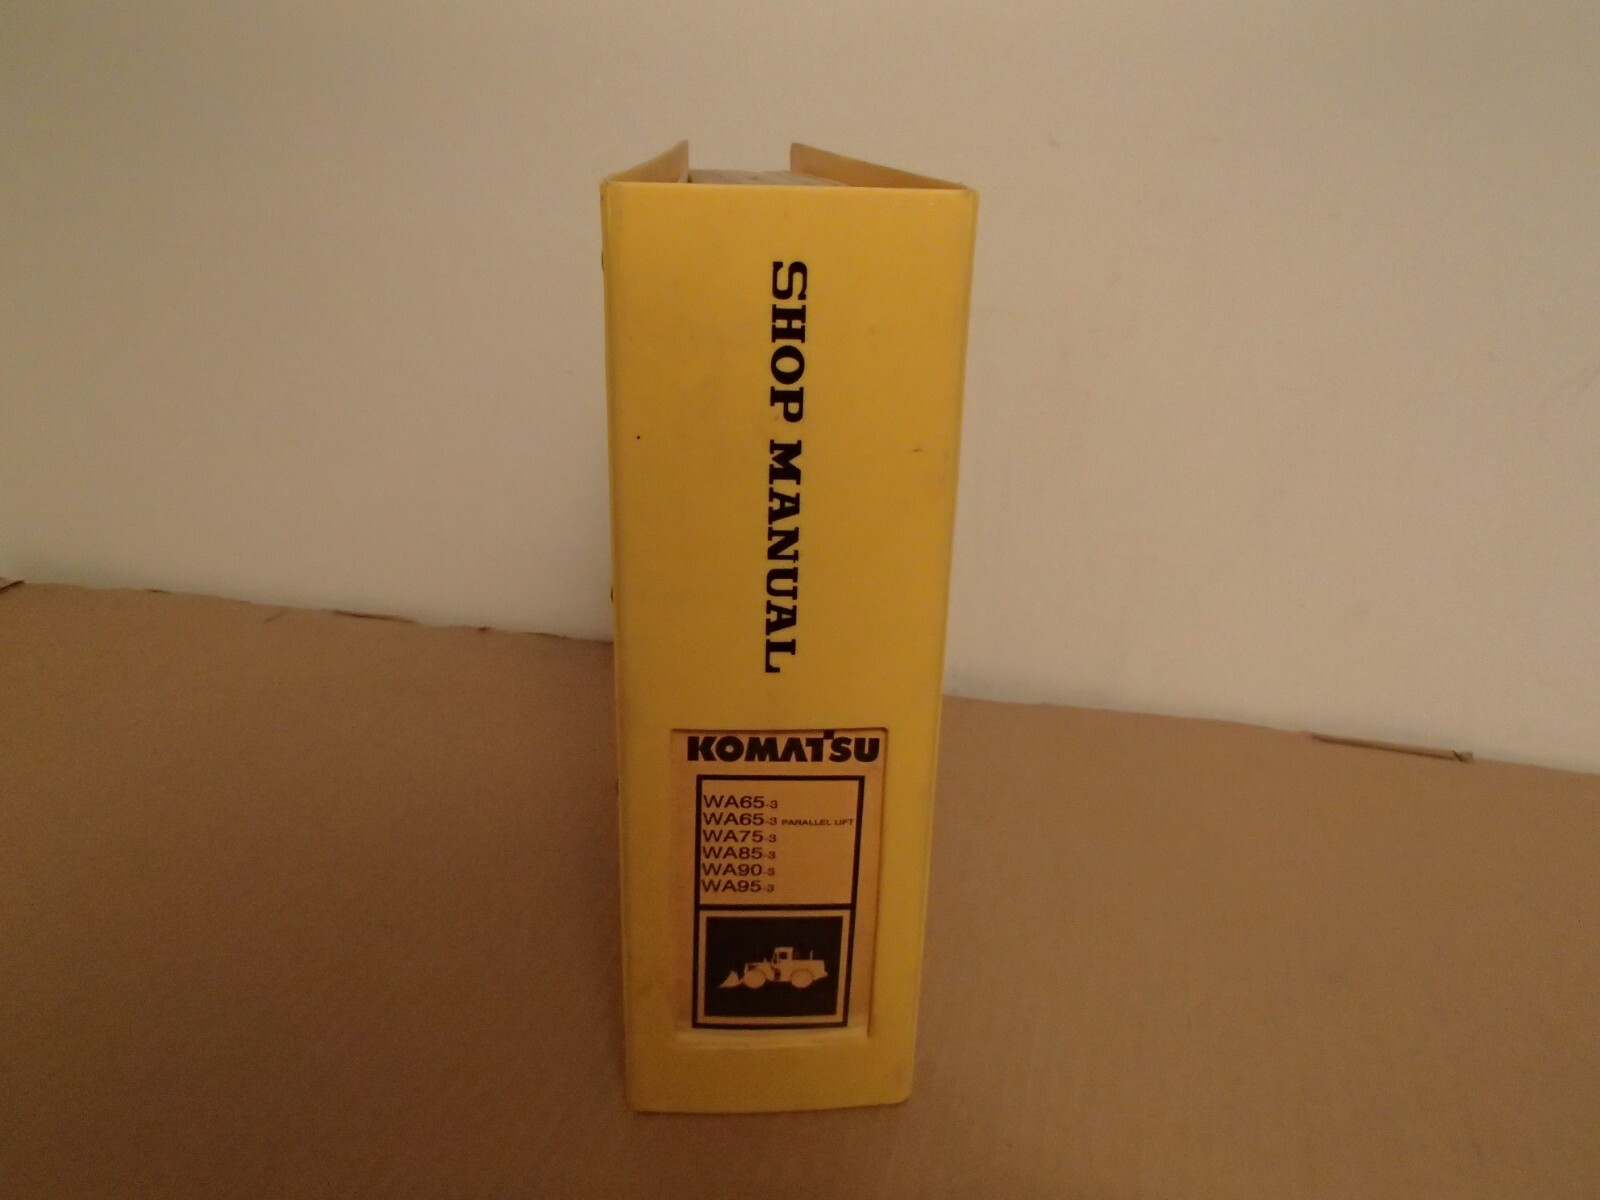 SHOP MANUAL
KOMATSU
WA65-3
WA65-3 PARALLEL LIFT
WA75-3
WA85-3
WA90-3
WA95-3